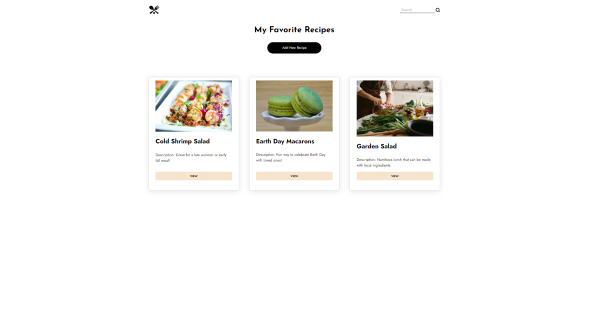 Search
My Favorite Recipes
Add New Recipe
Cold Shrimp Salad
Description: Great for a late summer or early
fall meal!
VIEW
Earth Day Macarons
Description: Fun way to celebrate Earth Day
with loved ones!
VIEW
Garden Salad
Description: Nutritious lunch that can be made
with local ingredients.
VIEW